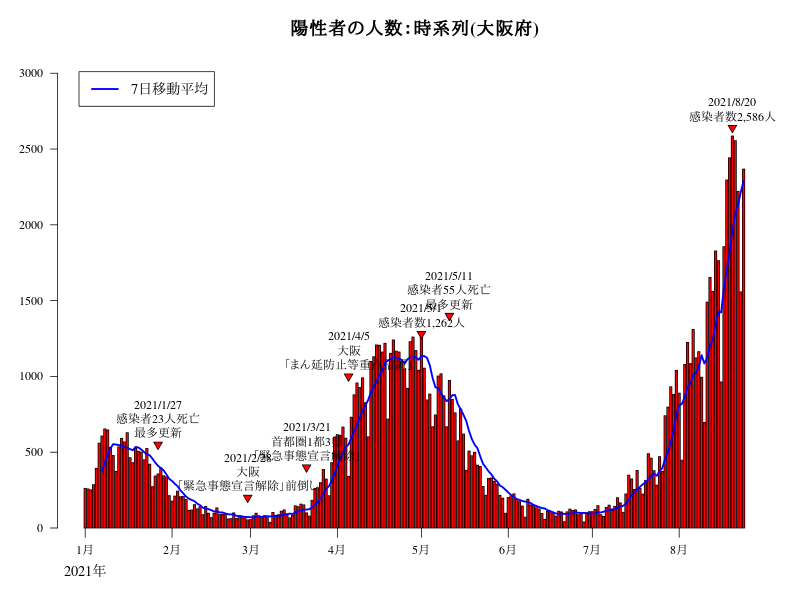 陽性者の人数：時系列(大阪府)
7日移動平均
3000
2500
2000
1500
1000
500
0
2021/8/20
感染者数2,586人
2021/5/11
感染者55人死亡
最多更新
2021/5/1
感染者数1,262人
2021/4/5
大阪
「まん延防止等重
2021/1/27
感染者23人死亡
最多更新
2021/3/21
首都圏1都3県
「緊急事態宣言解除」
2021/2/28
大阪
「緊急事態宣言解除」前倒し
1月
2月
3月
4月
5月
6月
7月
8月
2021年